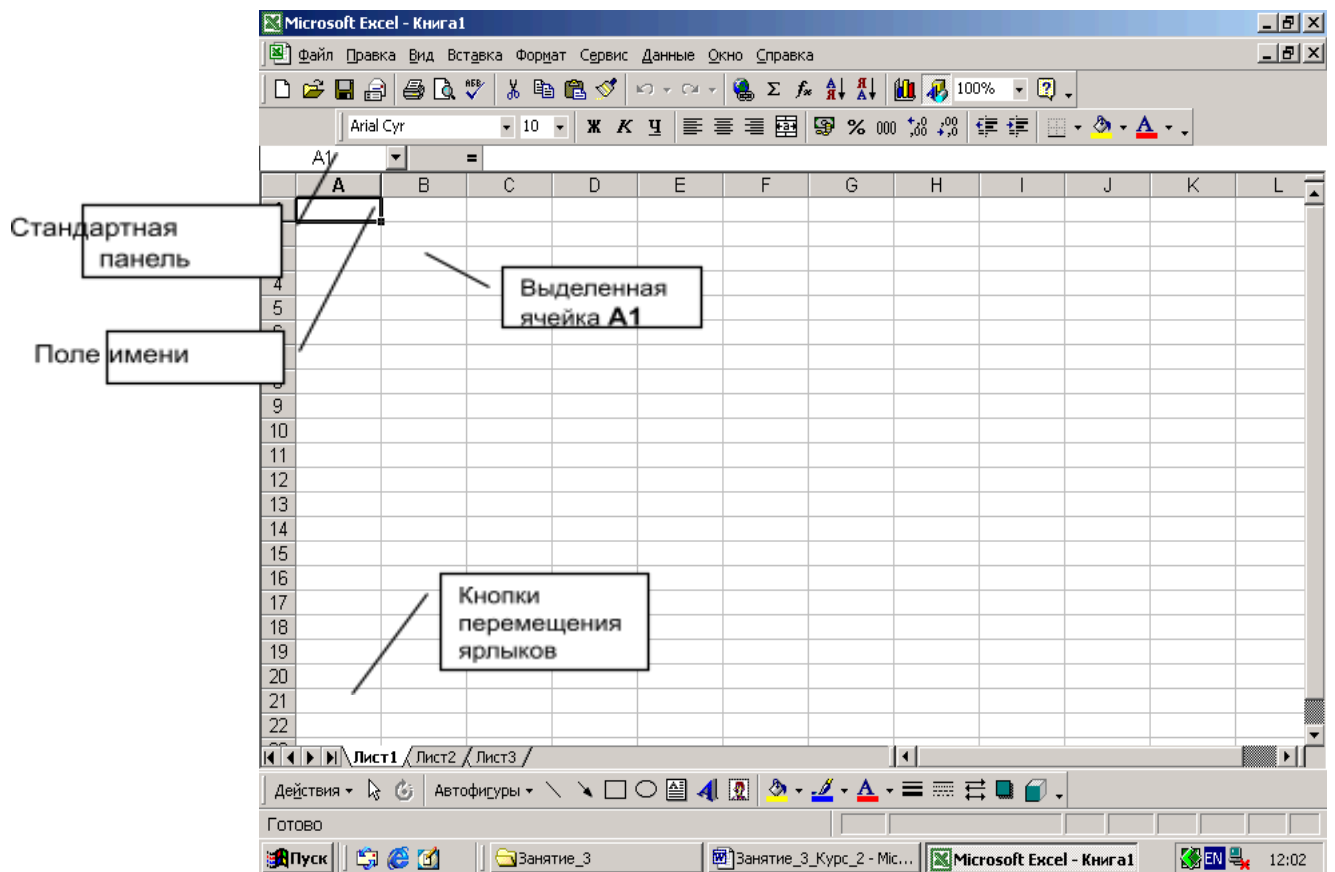 Microsoft Excel - Книга1
Файл Правка Вид Вставка Формат Сервис Данные Окно Справка
100%
Arial Cyr 10 Ж К Ч % 000
A1 =
A B C D E F G H I J K L
Стандартная
панель
Выделенная
ячейка A1
4
5
Поле имени
9
10
11
12
13
14
15
16
17
18
19
20
21
22
Кнопки
перемещения
ярлыков
Лист1 Лист2 Лист3
Действия Автофигуры
Готово
Пуск Занятие_3 Занятие_3_Курс_2 - Mic... Microsoft Excel - Книга1 EN 12:02